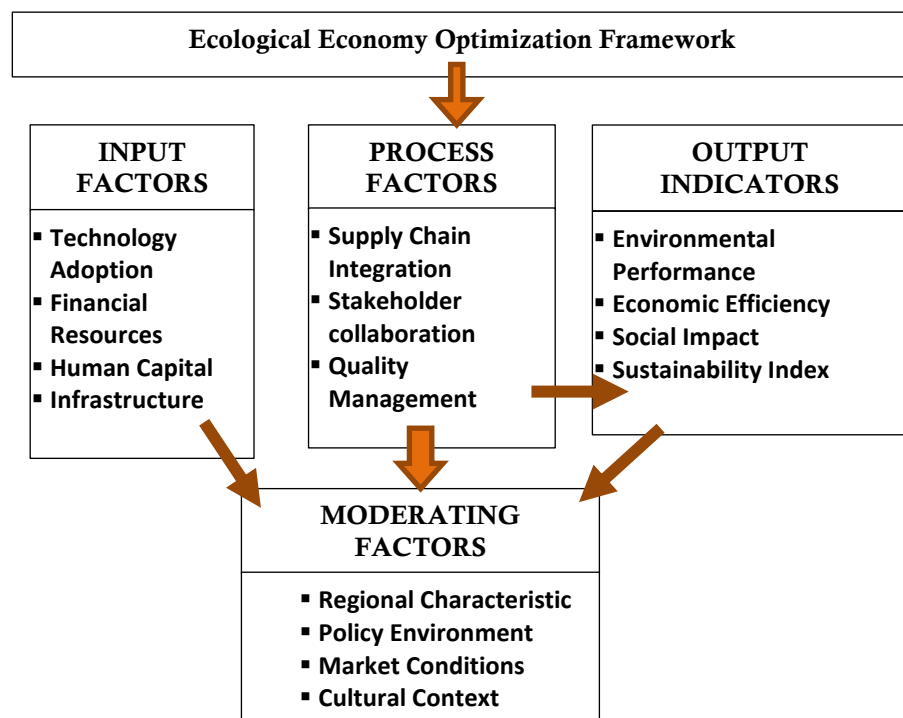 Ecological Economy Optimization Framework
INPUT
FACTORS
▪ Technology
Adoption
▪ Financial
Resources
▪ Human Capital
▪ Infrastructure
PROCESS
FACTORS
▪ Supply Chain
Integration
▪ Stakeholder
collaboration
▪ Quality
Management
OUTPUT
INDICATORS
▪ Environmental
Performance
▪ Economic Efficiency
▪ Social Impact
▪ Sustainability Index
MODERATING
FACTORS
▪ Regional Characteristic
▪ Policy Environment
▪ Market Conditions
▪ Cultural Context